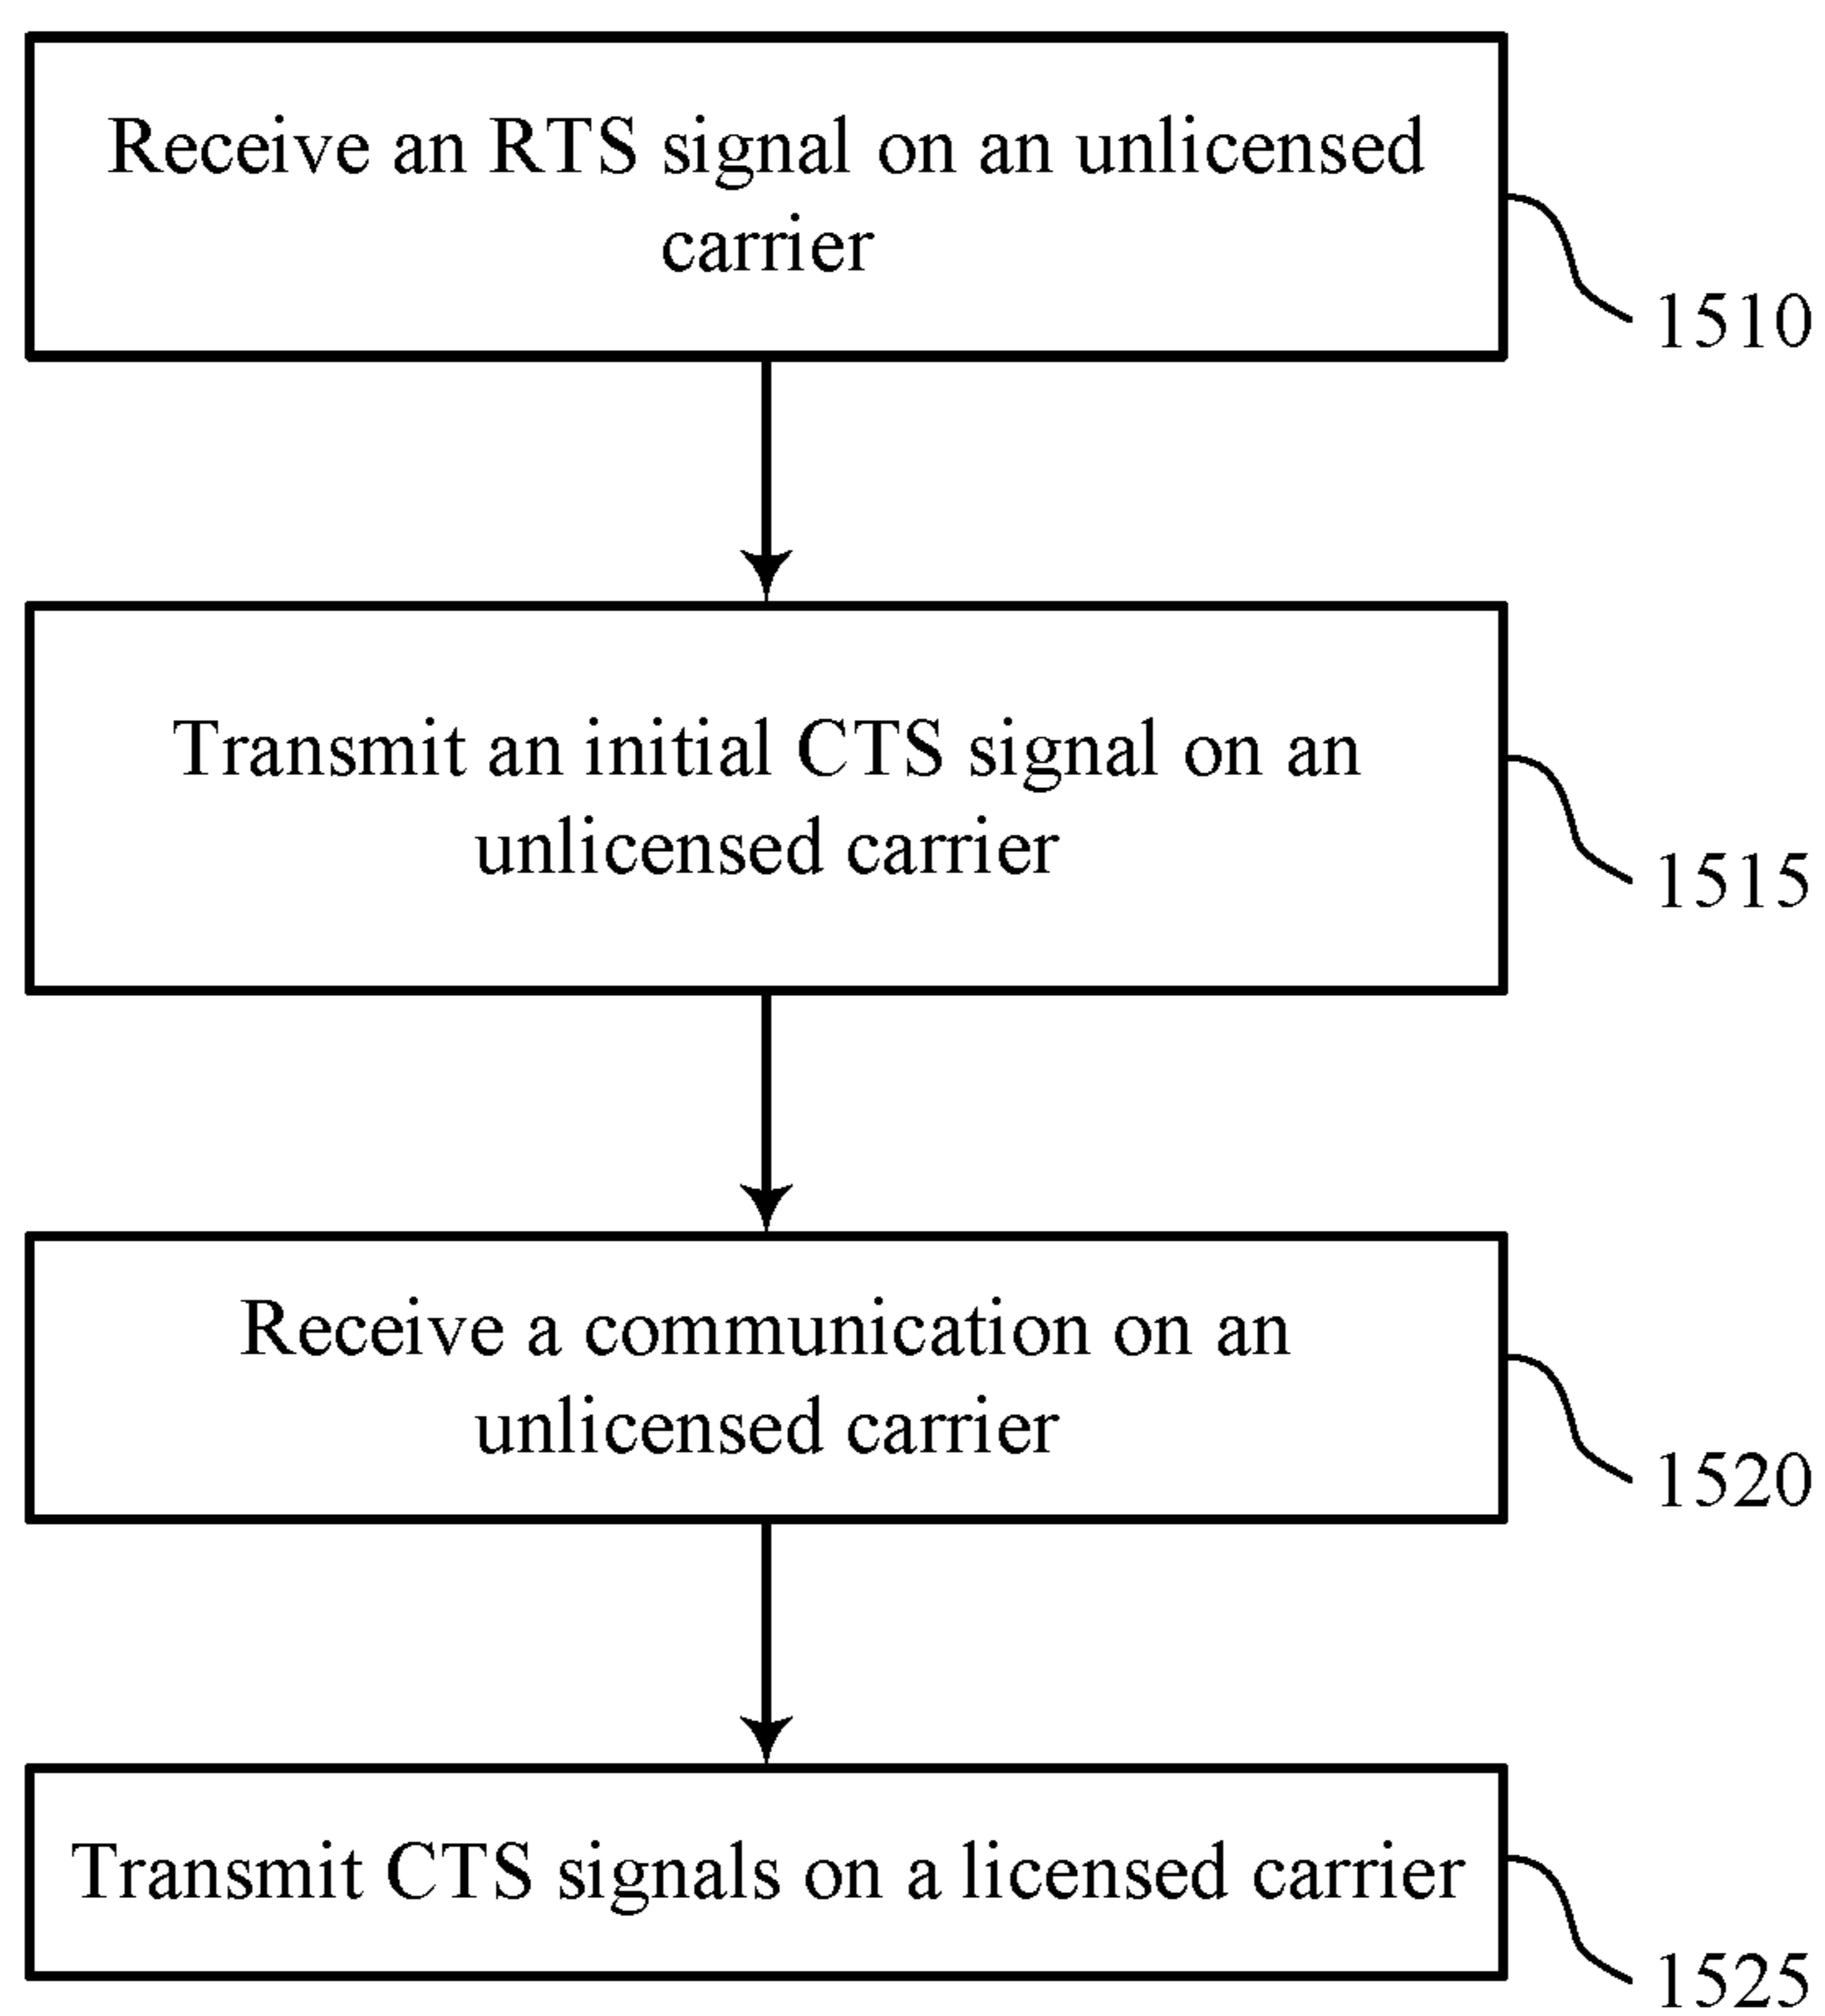 Receive an RTS signal on an unlicensed
carrier
1510
Transmit an initial CTS signal on an
unlicensed carrier
1515
Receive a communication on an
unlicensed carrier
1520
Transmit CTS signals on a licensed carrier
1525